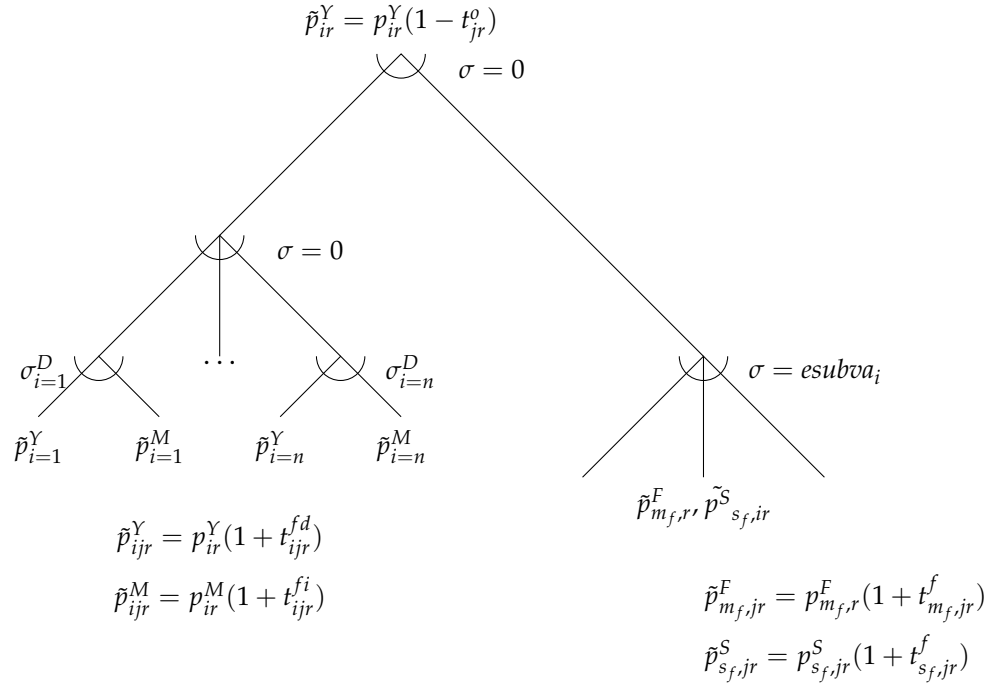 p̃_{ir}^Y = p_{ir}^Y(1 − t_{jr}^o)
σ = 0
σ = 0
σ_{i=1}^D
. . .
σ_{i=n}^D
σ = esubva_i
p̃_{i=1}^Y
p̃_{i=1}^M
p̃_{i=n}^Y
p̃_{i=n}^M
p̃_{m_f,r}^F, p̃^S_{s_f,ir}
p̃_{ijr}^Y = p_{ir}^Y(1 + t_{ijr}^{fd})
p̃_{ijr}^M = p_{ir}^M(1 + t_{ijr}^{fi})
p̃_{m_f,jr}^F = p_{m_f,r}^F(1 + t_{m_f,jr}^f)
p̃_{s_f,jr}^S = p_{s_f,jr}^S(1 + t_{s_f,jr}^f)